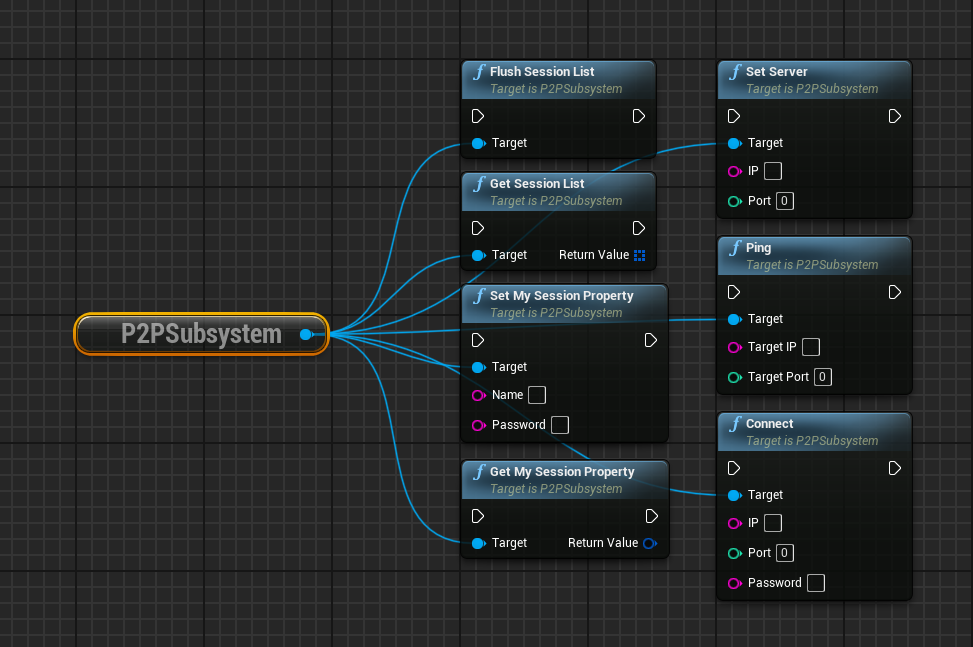 P2PSubsystem
Flush Session List
Target is P2PSubsystem
Target
Get Session List
Target is P2PSubsystem
Target Return Value
Set My Session Property
Target is P2PSubsystem
Target
Name
Password
Get My Session Property
Target is P2PSubsystem
Target Return Value
Set Server
Target is P2PSubsystem
Target
IP
Port 0
Ping
Target is P2PSubsystem
Target
Target IP
Target Port 0
Connect
Target is P2PSubsystem
Target
IP
Port 0
Password